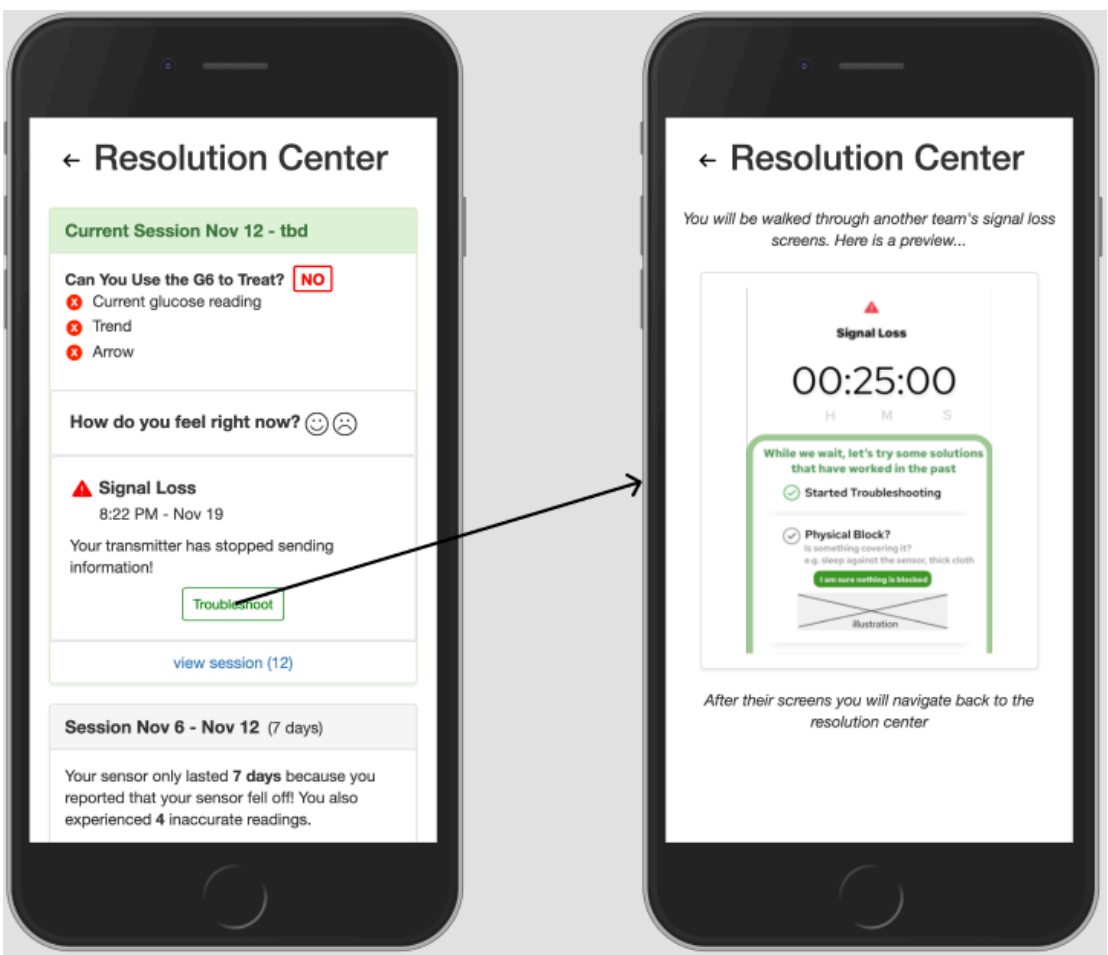 ← Resolution Center
Current Session Nov 12 - tbd
Can You Use the G6 to Treat? NO
X Current glucose reading
X Trend
X Arrow
How do you feel right now?
Signal Loss
8:22 PM - Nov 19
Your transmitter has stopped sending
information!
Troubleshoot
view session (12)
Session Nov 6 - Nov 12 (7 days)
Your sensor only lasted 7 days because you
reported that your sensor fell off! You also
experienced 4 inaccurate readings.
← Resolution Center
You will be walked through another team's signal loss
screens. Here is a preview...
Signal Loss
00:25:00
H M S
While we wait, let's try some solutions
that have worked in the past
Started Troubleshooting
Physical Block?
Is something covering it?
e.g. sleep against the sensor, thick cloth
I am sure nothing is blocked
illustration
After their screens you will navigate back to the
resolution center